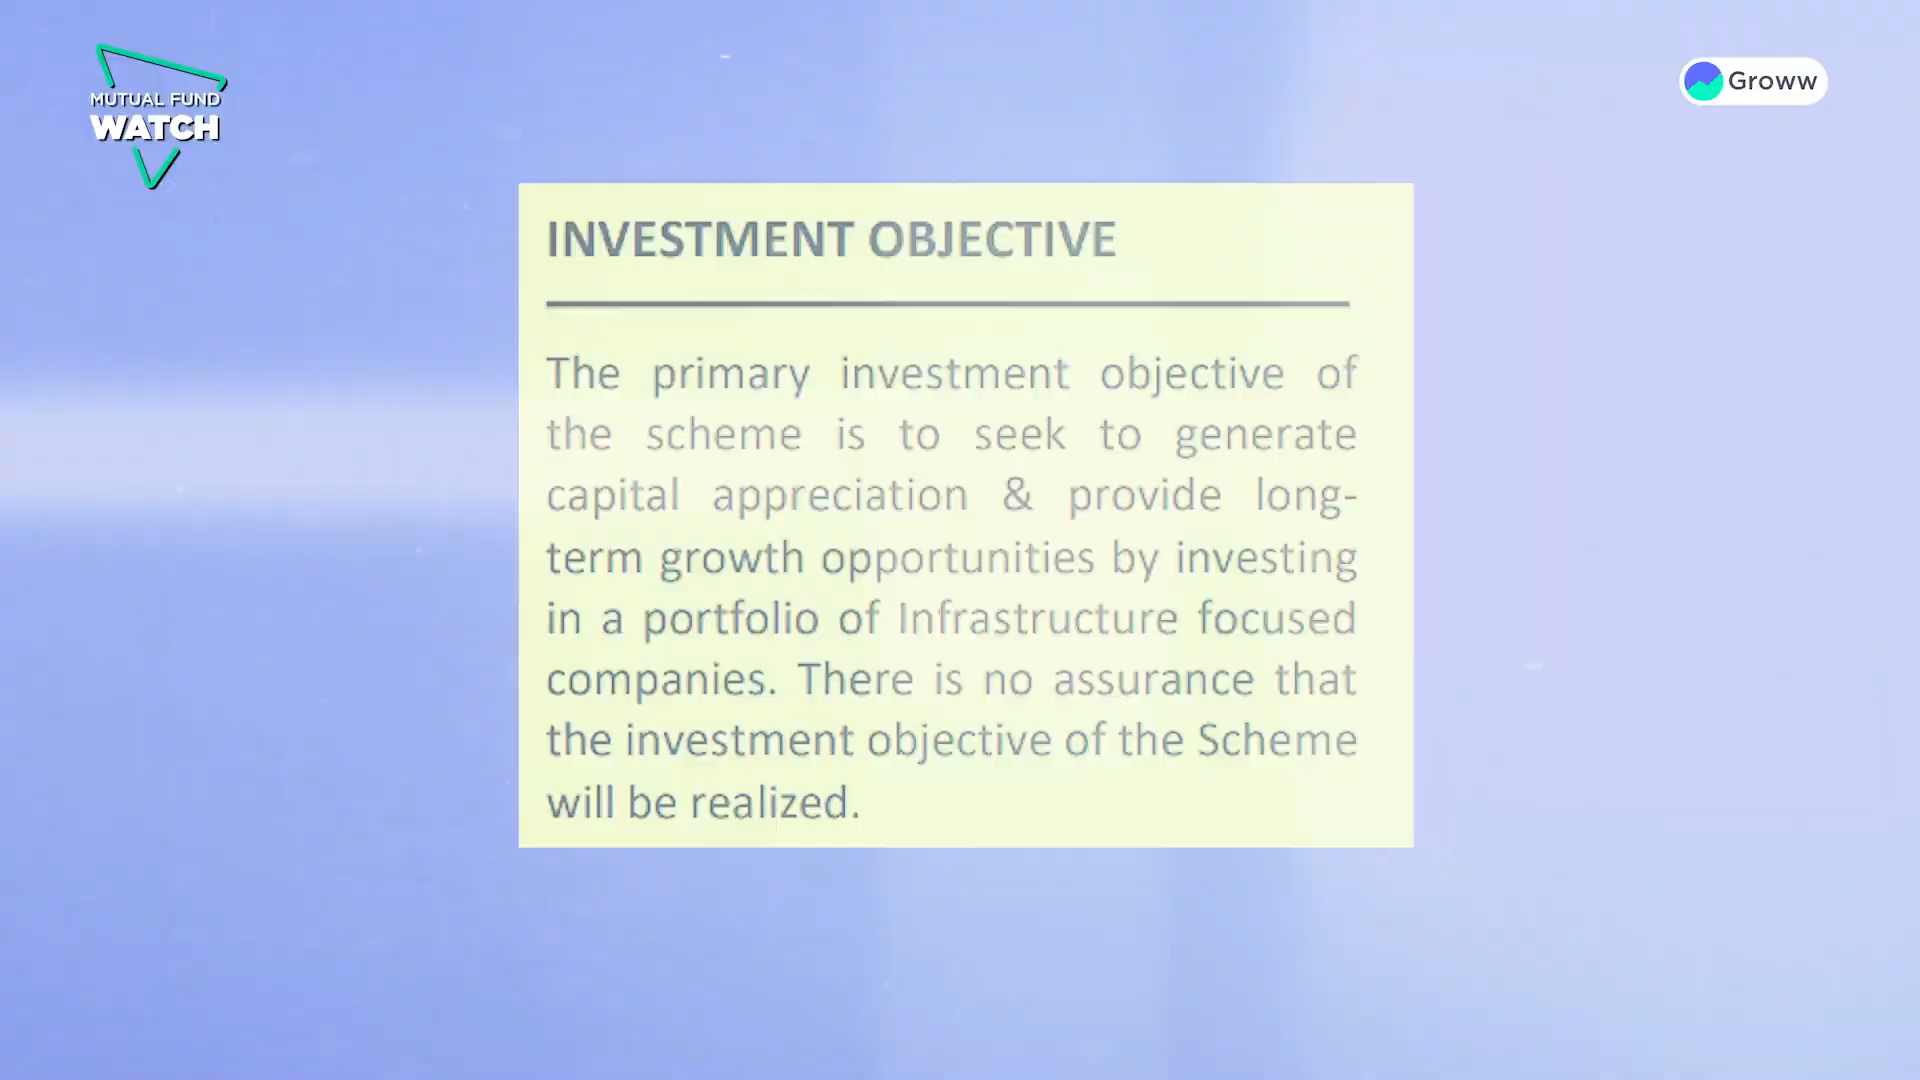 MUTUAL FUND
WATCH
Groww
INVESTMENT OBJECTIVE
The primary investment objective of
the scheme is to seek to generate
capital appreciation & provide long-
term growth opportunities by investing
in a portfolio of Infrastructure focused
companies. There is no assurance that
the investment objective of the Scheme
will be realized.